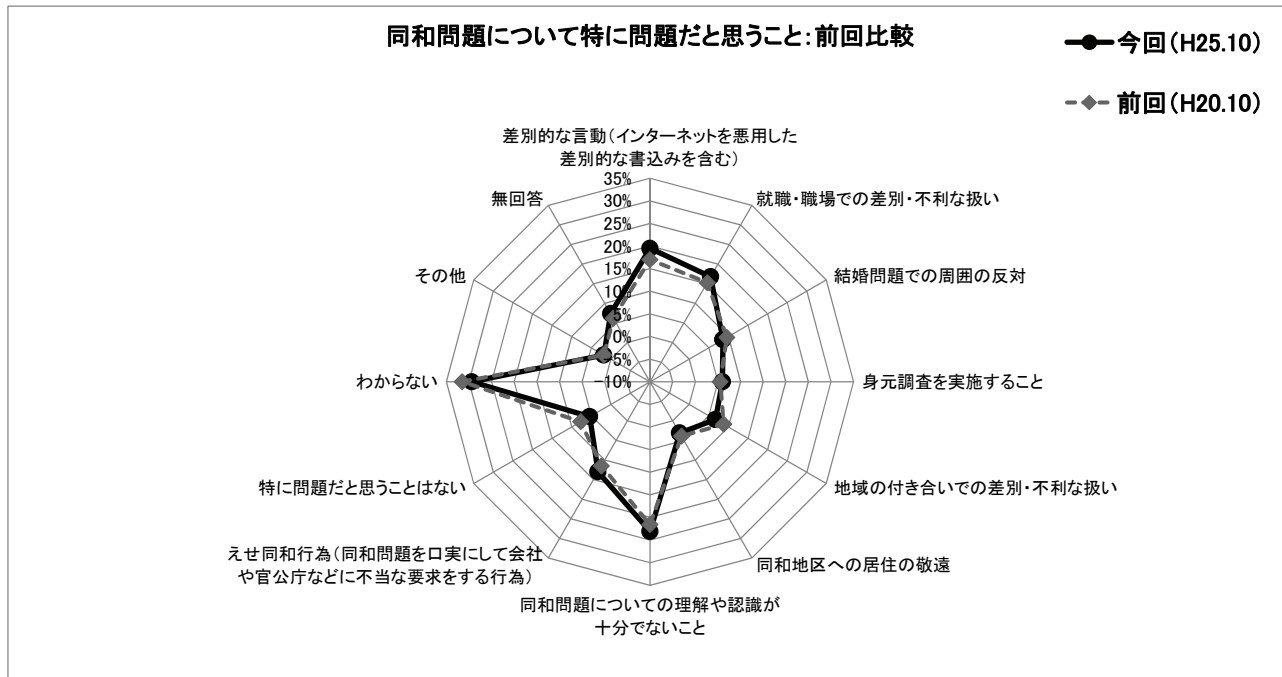 同和問題について特に問題だと思うこと：前回比較
今回（H25.10）
前回（H20.10）
差別的な言動（インターネットを悪用した
差別的な書込みを含む）
就職・職場での差別・不利な扱い
結婚問題での周囲の反対
身元調査を実施すること
地域の付き合いでの差別・不利な扱い
同和地区への居住の敬遠
同和問題についての理解や認識が
十分でないこと
えせ同和行為（同和問題を口実にして会社
や官公庁などに不当な要求をする行為）
特に問題だと思うことはない
わからない
その他
無回答
35%
30%
25%
20%
15%
10%
5%
0%
-5%
-10%